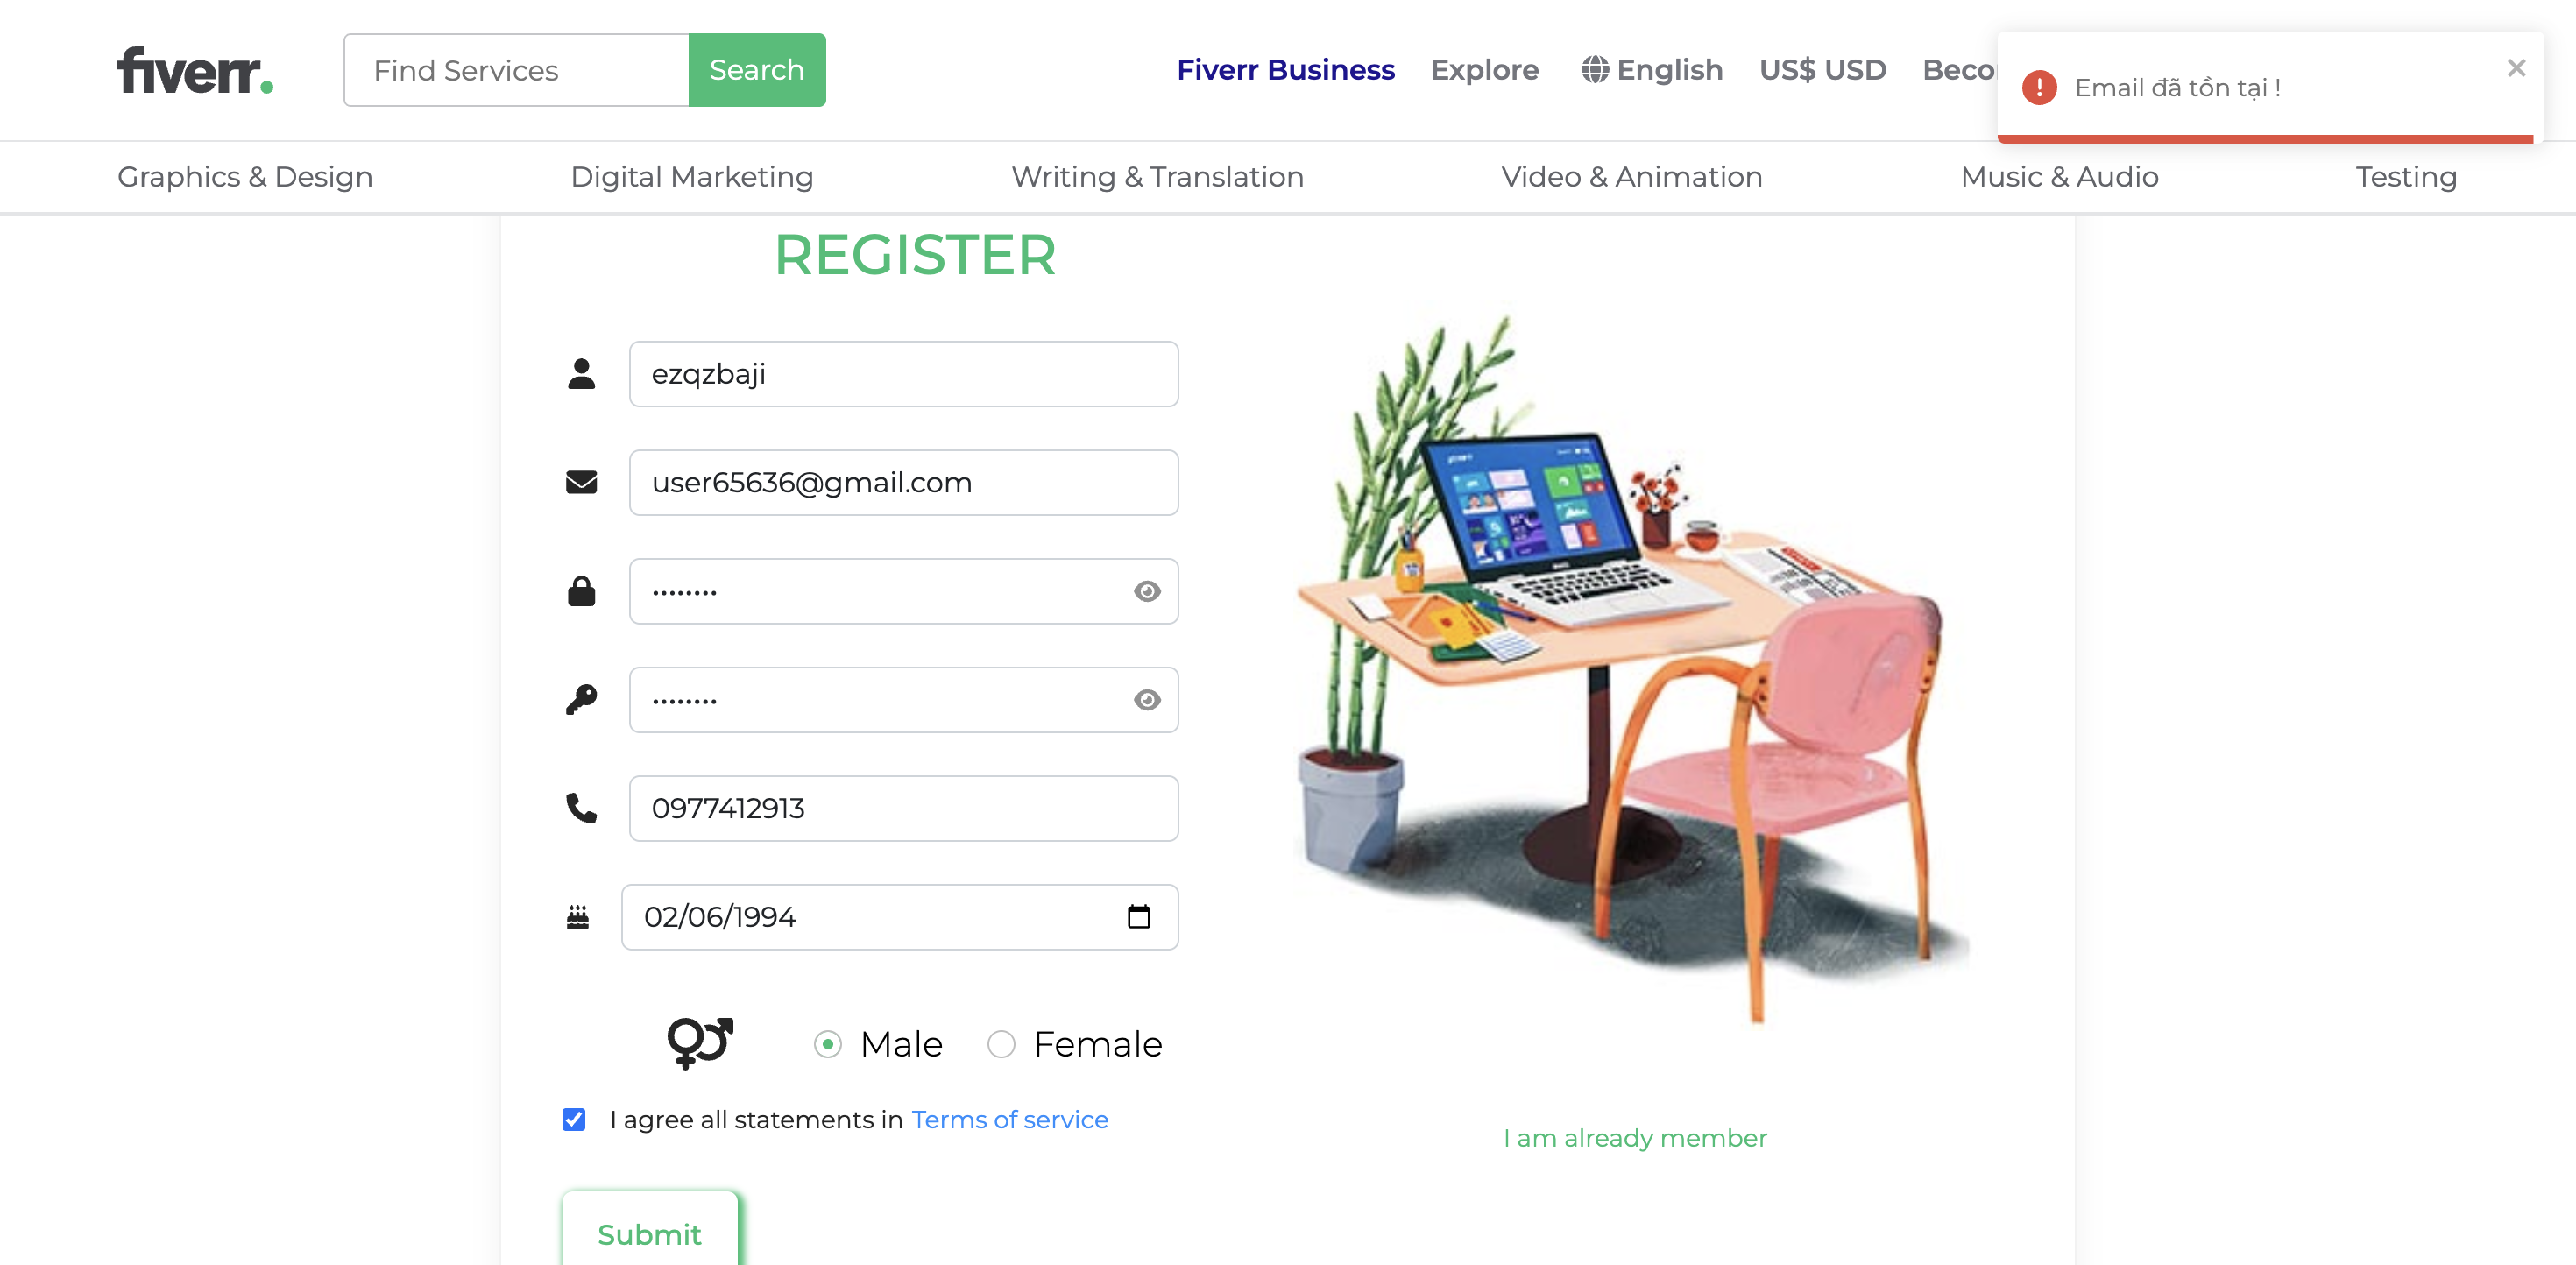 fiverr.
Find Services
Search
Fiverr Business
Explore
English
US$ USD
Email đã tồn tại !
Graphics & Design
Digital Marketing
Writing & Translation
Video & Animation
Music & Audio
Testing
REGISTER
ezqzbaji
user65636@gmail.com
••••••••
••••••••
0977412913
02/06/1994
Male
Female
I agree all statements in Terms of service
I am already member
Submit